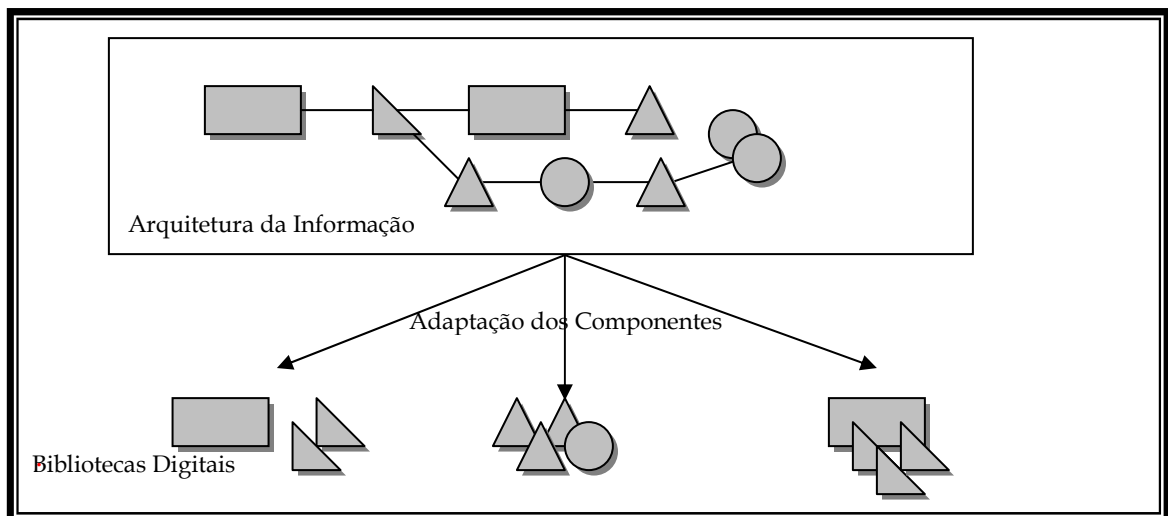 Arquitetura da Informação
Adaptação dos Componentes
Bibliotecas Digitais